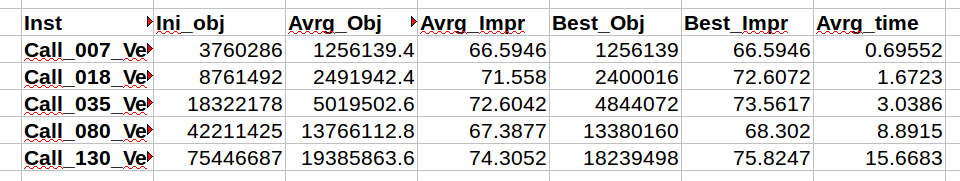 Inst Ini_obj Avrg_Obj Avrg_Impr Best_Obj Best_Impr Avrg_time
Call_007_Ve 3760286 1256139.4 66.5946 1256139 66.5946 0.69552
Call_018_Ve 8761492 2491942.4 71.558 2400016 72.6072 1.6723
Call_035_Ve 18322178 5019502.6 72.6042 4844072 73.5617 3.0386
Call_080_Ve 42211425 13766112.8 67.3877 13380160 68.302 8.8915
Call_130_Ve 75446687 19385863.6 74.3052 18239498 75.8247 15.6683